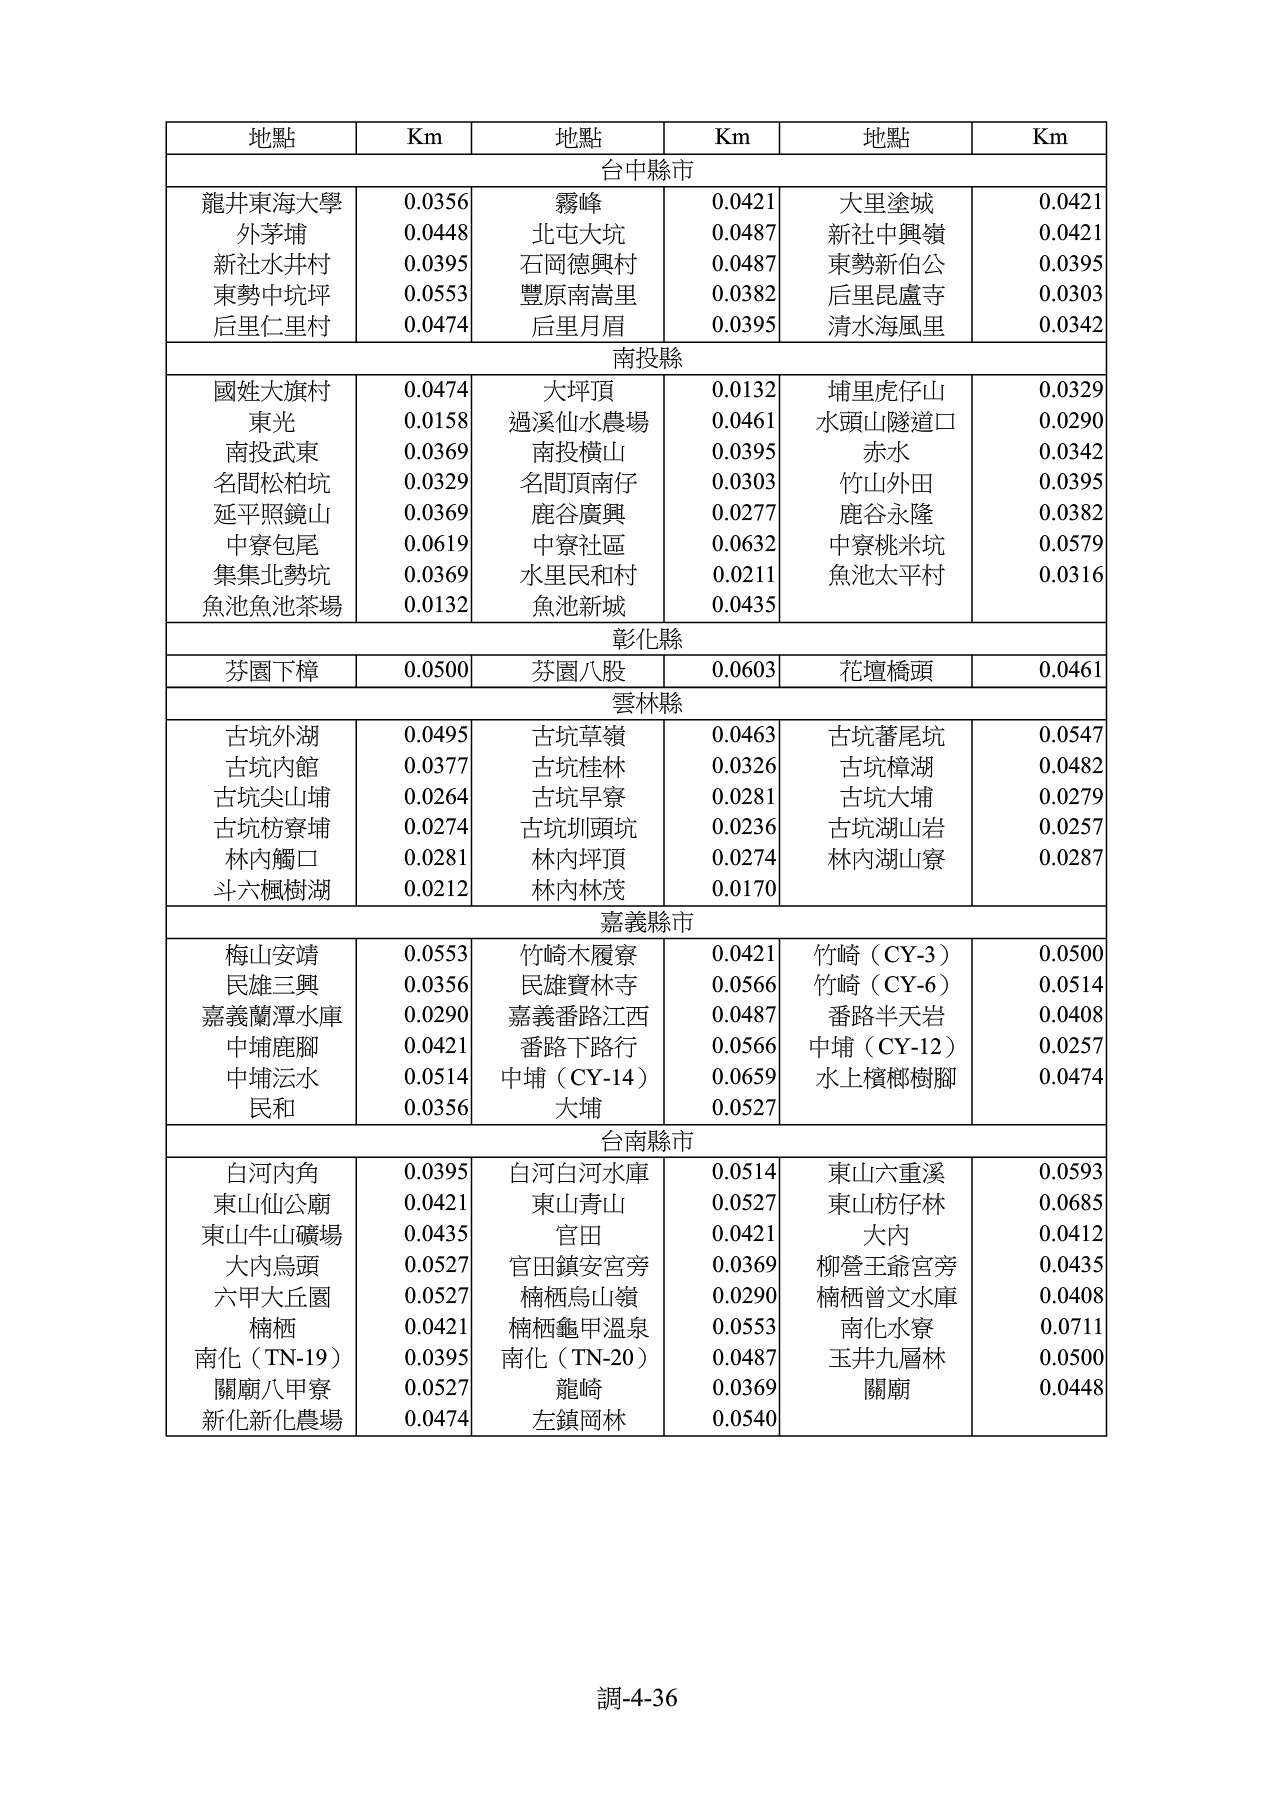 地點 Km 地點 Km 地點 Km
台中縣市
龍井東海大學 0.0356 霧峰 0.0421 大里塗城 0.0421
外茅埔 0.0448 北屯大坑 0.0487 新社中興嶺 0.0421
新社水井村 0.0395 石岡德興村 0.0487 東勢新伯公 0.0395
東勢中坑坪 0.0553 豐原南嵩里 0.0382 后里昆盧寺 0.0303
后里仁里村 0.0474 后里月眉 0.0395 清水海風里 0.0342
南投縣
國姓大旗村 0.0474 大坪頂 0.0132 埔里虎仔山 0.0329
東光 0.0158 過溪仙水農場 0.0461 水頭山隧道口 0.0290
南投武東 0.0369 南投橫山 0.0395 赤水 0.0342
名間松柏坑 0.0329 名間頂南仔 0.0303 竹山外田 0.0395
延平照鏡山 0.0369 鹿谷廣興 0.0277 鹿谷永隆 0.0382
中寮包尾 0.0619 中寮社區 0.0632 中寮桃米坑 0.0579
集集北勢坑 0.0369 水里民和村 0.0211 魚池太平村 0.0316
魚池魚池茶場 0.0132 魚池新城 0.0435
彰化縣
芬園下樟 0.0500 芬園八股 0.0603 花壇橋頭 0.0461
雲林縣
古坑外湖 0.0495 古坑草嶺 0.0463 古坑蕃尾坑 0.0547
古坑內館 0.0377 古坑桂林 0.0326 古坑樟湖 0.0482
古坑尖山埔 0.0264 古坑早寮 0.0281 古坑大埔 0.0279
古坑枋寮埔 0.0274 古坑圳頭坑 0.0236 古坑湖山岩 0.0257
林內觸口 0.0281 林內坪頂 0.0274 林內湖山寮 0.0287
斗六楓樹湖 0.0212 林內林茂 0.0170
嘉義縣市
梅山安靖 0.0553 竹崎木履寮 0.0421 竹崎（CY-3） 0.0500
民雄三興 0.0356 民雄寶林寺 0.0566 竹崎（CY-6） 0.0514
嘉義蘭潭水庫 0.0290 嘉義番路江西 0.0487 番路半天岩 0.0408
中埔鹿腳 0.0421 番路下路行 0.0566 中埔（CY-12） 0.0257
中埔沄水 0.0514 中埔（CY-14） 0.0659 水上檳榔樹腳 0.0474
民和 0.0356 大埔 0.0527
台南縣市
白河內角 0.0395 白河白河水庫 0.0514 東山六重溪 0.0593
東山仙公廟 0.0421 東山青山 0.0527 東山枋仔林 0.0685
東山牛山礦場 0.0435 官田 0.0421 大內 0.0412
大內烏頭 0.0527 官田鎮安宮旁 0.0369 柳營王爺宮旁 0.0435
六甲大丘園 0.0527 楠栖烏山嶺 0.0290 楠栖曾文水庫 0.0408
楠栖 0.0421 楠栖龜甲溫泉 0.0553 南化水寮 0.0711
南化（TN-19） 0.0395 南化（TN-20） 0.0487 玉井九層林 0.0500
關廟八甲寮 0.0527 龍崎 0.0369 關廟 0.0448
新化新化農場 0.0474 左鎮岡林 0.0540
調-4-36